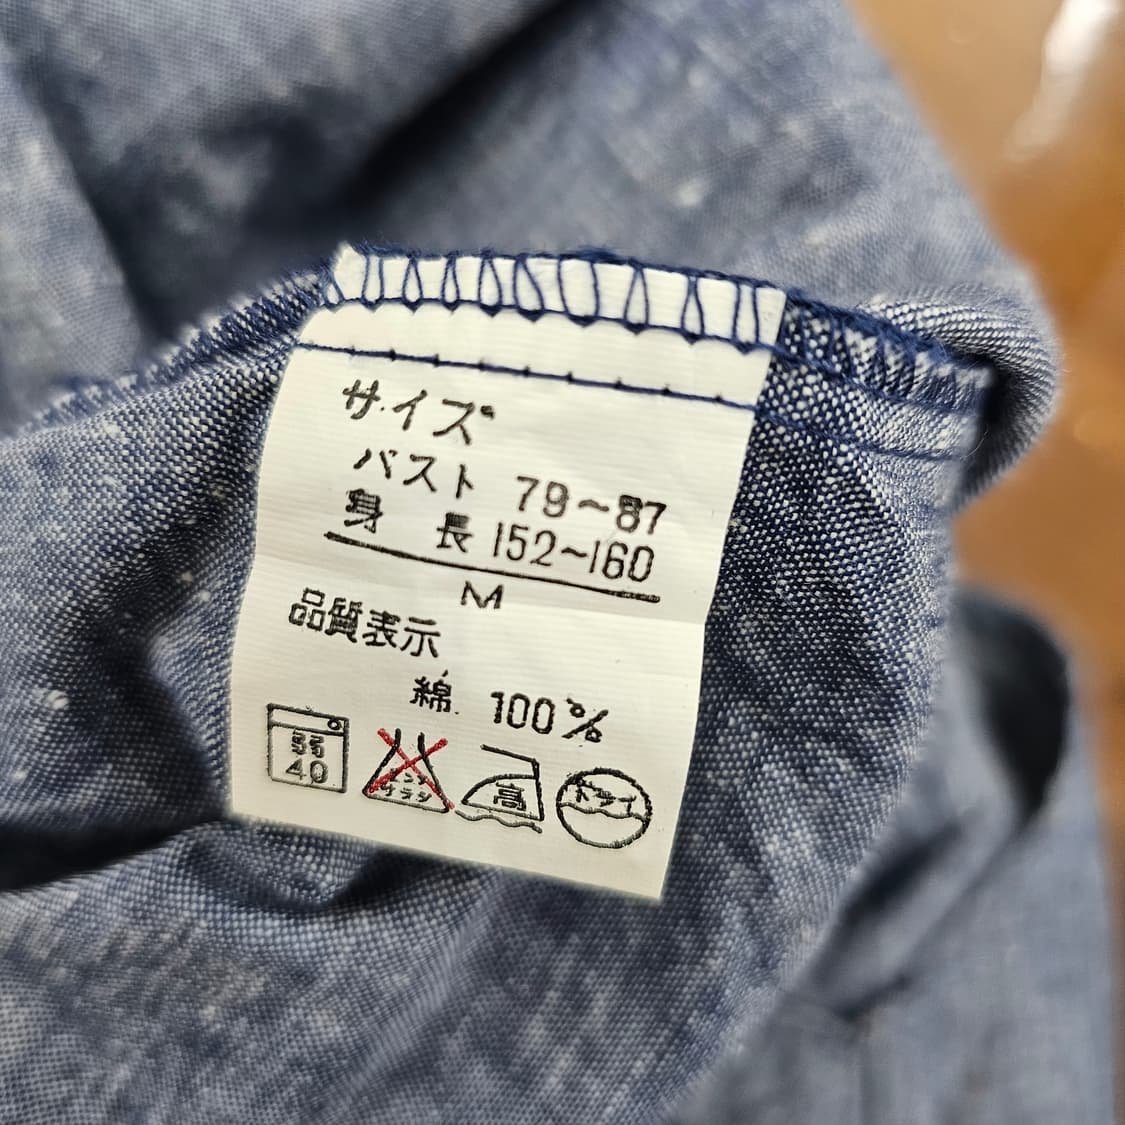 サイズ
バスト 79~87
身長 152~160
M
品質表示
綿 100%
40
エンソ
サラシ
高
ドライ